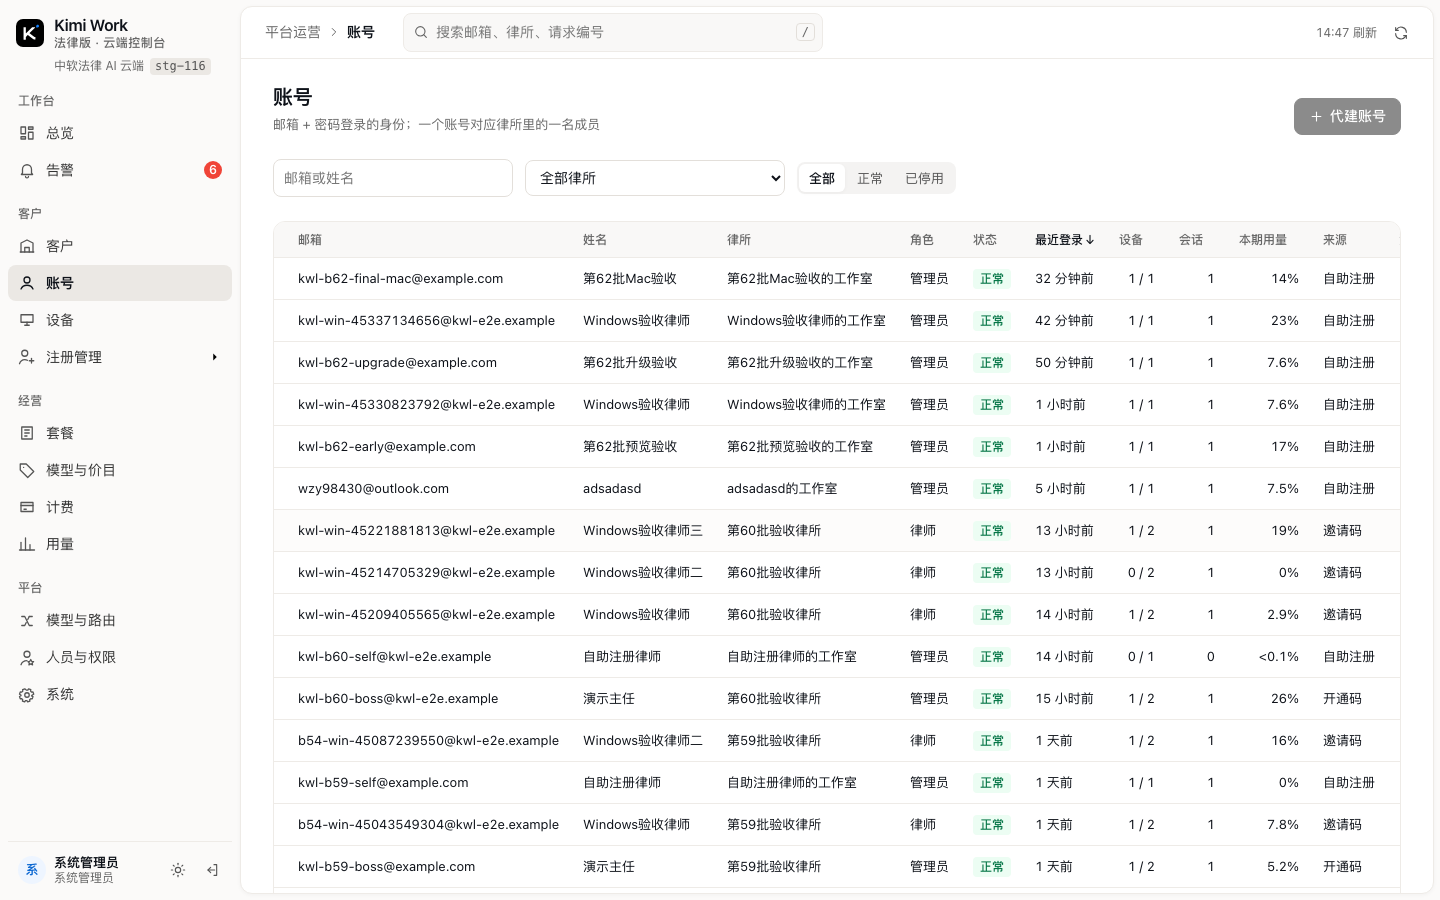 Kimi Work
法律版 · 云端控制台
中软法律 AI 云端 stg-116
工作台
总览
告警 6
客户
客户
账号
设备
注册管理
经营
套餐
模型与价目
计费
用量
平台
模型与路由
人员与权限
系统
系 系统管理员
系统管理员
平台运营 > 账号 搜索邮箱、律所、请求编号 / 14:47 刷新
账号
邮箱 + 密码登录的身份；一个账号对应律所里的一名成员
+ 代建账号
邮箱或姓名 全部律所 全部 正常 已停用
邮箱 姓名 律所 角色 状态 最近登录 ↓ 设备 会话 本期用量 来源
kwl-b62-final-mac@example.com 第62批Mac验收 第62批Mac验收的工作室 管理员 正常 32 分钟前 1 / 1 1 14% 自助注册
kwl-win-45337134656@kwl-e2e.example Windows验收律师 Windows验收律师的工作室 管理员 正常 42 分钟前 1 / 1 1 23% 自助注册
kwl-b62-upgrade@example.com 第62批升级验收 第62批升级验收的工作室 管理员 正常 50 分钟前 1 / 1 1 7.6% 自助注册
kwl-win-45330823792@kwl-e2e.example Windows验收律师 Windows验收律师的工作室 管理员 正常 1 小时前 1 / 1 1 7.6% 自助注册
kwl-b62-early@example.com 第62批预览验收 第62批预览验收的工作室 管理员 正常 1 小时前 1 / 1 1 17% 自助注册
wzy98430@outlook.com adsadasd adsadasd的工作室 管理员 正常 5 小时前 1 / 1 1 7.5% 自助注册
kwl-win-45221881813@kwl-e2e.example Windows验收律师三 第60批验收律所 律师 正常 13 小时前 1 / 2 1 19% 邀请码
kwl-win-45214705329@kwl-e2e.example Windows验收律师二 第60批验收律所 律师 正常 13 小时前 0 / 2 1 0% 邀请码
kwl-win-45209405565@kwl-e2e.example Windows验收律师 第60批验收律所 律师 正常 14 小时前 1 / 2 1 2.9% 邀请码
kwl-b60-self@kwl-e2e.example 自助注册律师 自助注册律师的工作室 管理员 正常 14 小时前 0 / 1 0 <0.1% 自助注册
kwl-b60-boss@kwl-e2e.example 演示主任 第60批验收律所 管理员 正常 15 小时前 1 / 2 1 26% 开通码
b54-win-45087239550@kwl-e2e.example Windows验收律师二 第59批验收律所 律师 正常 1 天前 1 / 2 1 16% 邀请码
kwl-b59-self@example.com 自助注册律师 自助注册律师的工作室 管理员 正常 1 天前 1 / 1 1 0% 自助注册
b54-win-45043549304@kwl-e2e.example Windows验收律师 第59批验收律所 律师 正常 1 天前 1 / 2 1 7.8% 邀请码
kwl-b59-boss@example.com 演示主任 第59批验收律所 管理员 正常 1 天前 1 / 2 1 5.2% 开通码